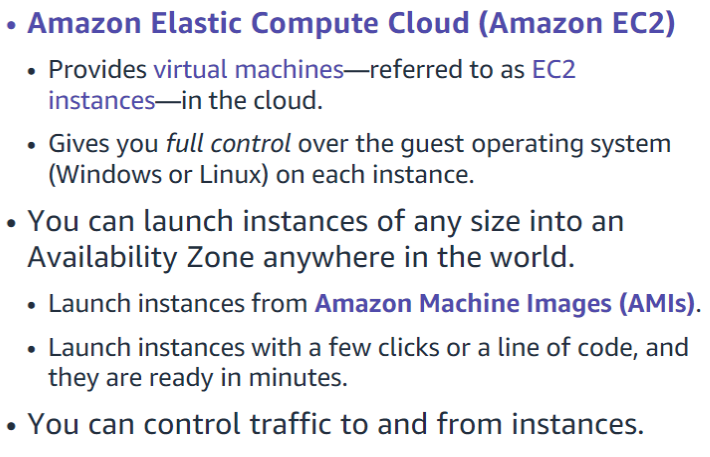 • Amazon Elastic Compute Cloud (Amazon EC2)
• Provides virtual machines—referred to as EC2
instances—in the cloud.
• Gives you full control over the guest operating system
(Windows or Linux) on each instance.
• You can launch instances of any size into an
Availability Zone anywhere in the world.
• Launch instances from Amazon Machine Images (AMIs).
• Launch instances with a few clicks or a line of code, and
they are ready in minutes.
• You can control traffic to and from instances.